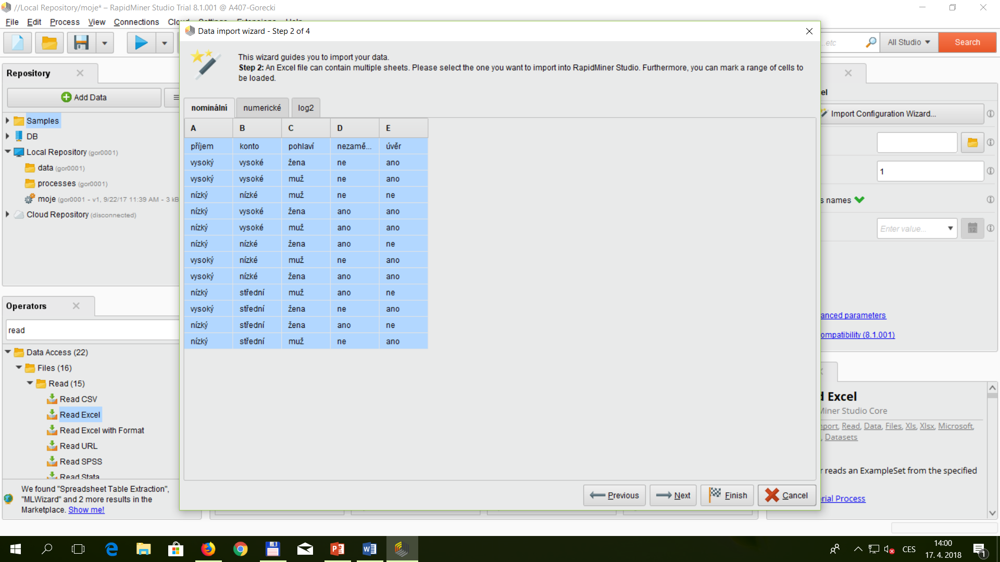 //Local Repository/moje* – RapidMiner Studio Trial 8.1.001 @ A407-Gorecki
File Edit Process View Connections
Data import wizard - Step 2 of 4
This wizard guides you to import your data.
Step 2: An Excel file can contain multiple sheets. Please select the one you want to import into RapidMiner Studio. Furthermore, you can mark a range of cells to
be loaded.
...etc All Studio Search
Repository
Add Data
Samples
DB
Local Repository (gor0001)
data (gor0001)
processes (gor0001)
moje (gor0001 - v1, 9/22/17 11:39 AM - 3 kB
Cloud Repository (disconnected)
Operators
read
Data Access (22)
Files (16)
Read (15)
Read CSV
Read Excel
Read Excel with Format
Read URL
Read SPSS
Read Stata
We found "Spreadsheet Table Extraction",
"MLWizard" and 2 more results in the
Marketplace. Show me!
nominální numerické log2
A B C D E
příjem konto pohlaví nezamě... úvěr
vysoký vysoké žena ne ano
vysoký vysoké muž ne ano
nízký nízké muž ne ne
nízký vysoké žena ano ano
nízký vysoké muž ano ano
nízký nízké žena ano ne
vysoký nízké muž ne ano
vysoký nízké žena ano ano
nízký střední muž ano ne
vysoký střední žena ne ano
nízký střední žena ano ne
nízký střední muž ne ano
Previous Next Finish Cancel
el
Import Configuration Wizard...
1
s names
Enter value...
12
anced parameters
ompatibility (8.1.001)
d Excel
Miner Studio Core
mport, Read, Data, Files, Xls, Xlsx, Microsoft,
, Datasets
r reads an ExampleSet from the specified
rial Process
CES
14:00
17. 4. 2018
1